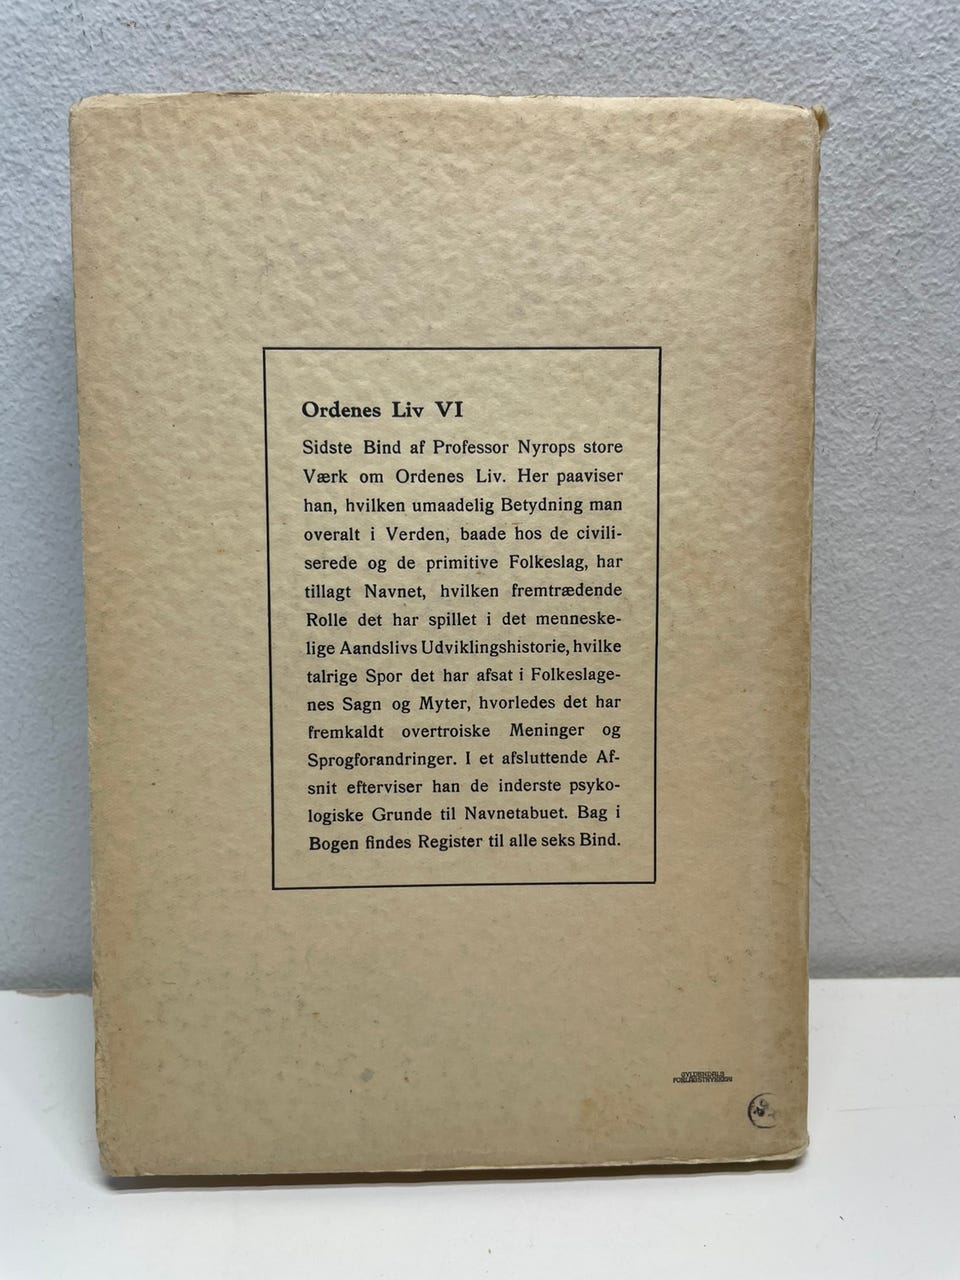 Ordenes Liv VI
Sidste Bind af Professor Nyrops store
Værk om Ordenes Liv. Her paaviser
han, hvilken umaadelig Betydning man
overalt i Verden, baade hos de civili-
serede og de primitive Folkeslag, har
tillagt Navnet, hvilken fremtrædende
Rolle det har spillet i det menneske-
lige Aandslivs Udviklingshistorie, hvilke
talrige Spor det har afsat i Folkeslage-
nes Sagn og Myter, hvorledes det har
fremkaldt overtroiske Meninger og
Sprogforandringer. I et afsluttende Af-
snit efterviser han de inderste psyko-
logiske Grunde til Navnetabuet. Bag i
Bogen findes Register til alle seks Bind.
GYLDENDALS
FORLAGSTRYKKERI